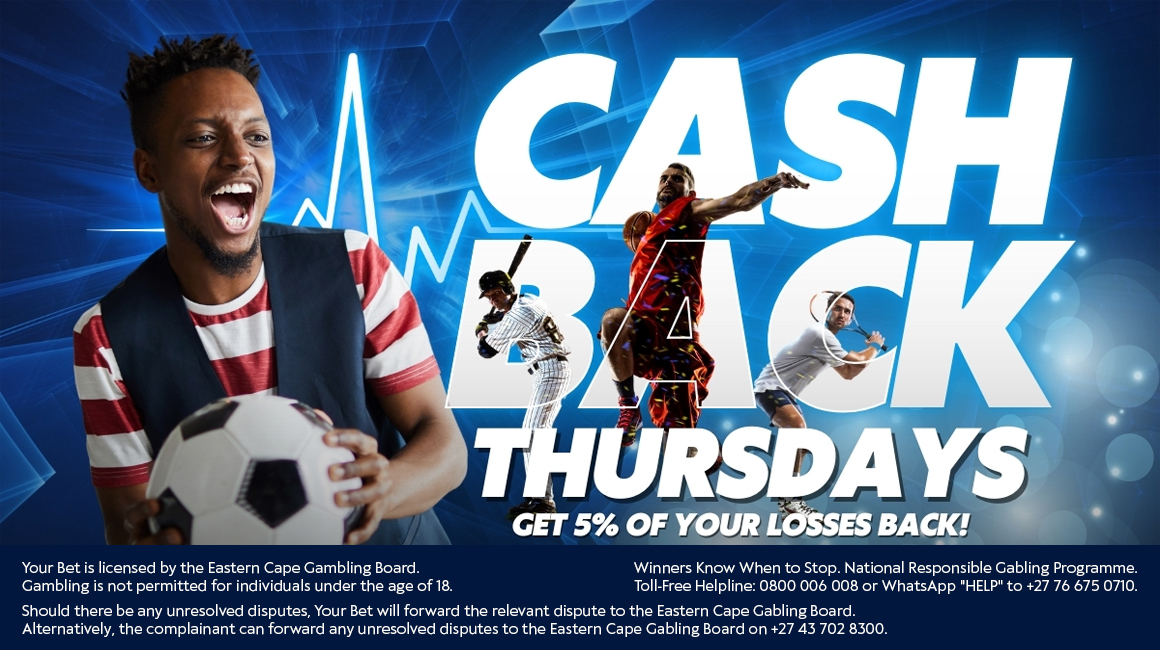 CASH
BACK
THURSDAYS
GET 5% OF YOUR LOSSES BACK!
Your Bet is licensed by the Eastern Cape Gambling Board.
Gambling is not permitted for individuals under the age of 18.
Winners Know When to Stop. National Responsible Gabling Programme.
Toll-Free Helpline: 0800 006 008 or WhatsApp "HELP" to +27 76 675 0710.
Should there be any unresolved disputes, Your Bet will forward the relevant dispute to the Eastern Cape Gabling Board.
Alternatively, the complainant can forward any unresolved disputes to the Eastern Cape Gabling Board on +27 43 702 8300.